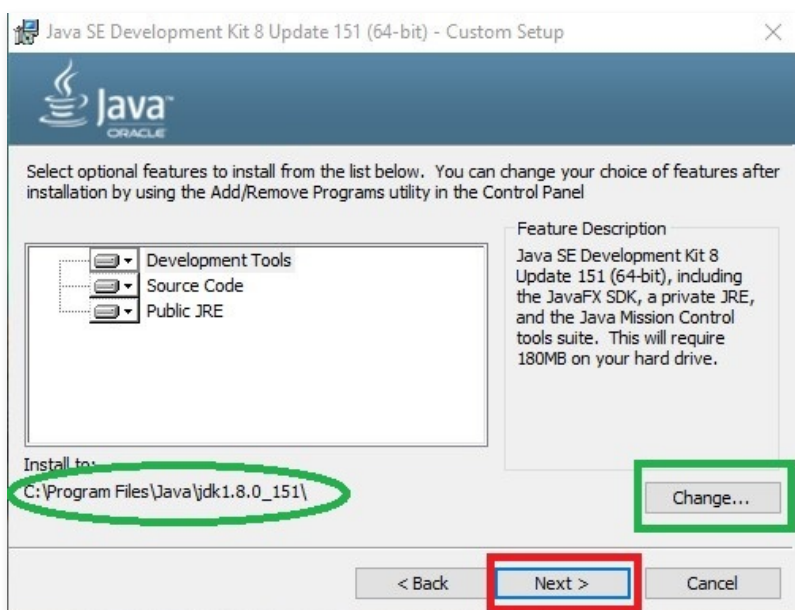 Java SE Development Kit 8 Update 151 (64-bit) - Custom Setup
Java™
ORACLE
Select optional features to install from the list below. You can change your choice of features after
installation by using the Add/Remove Programs utility in the Control Panel
Development Tools
Source Code
Public JRE
Feature Description
Java SE Development Kit 8
Update 151 (64-bit), including
the JavaFX SDK, a private JRE,
and the Java Mission Control
tools suite. This will require
180MB on your hard drive.
Install to:
C:\Program Files\Java\jdk1.8.0_151\
Change...
< Back
Next >
Cancel